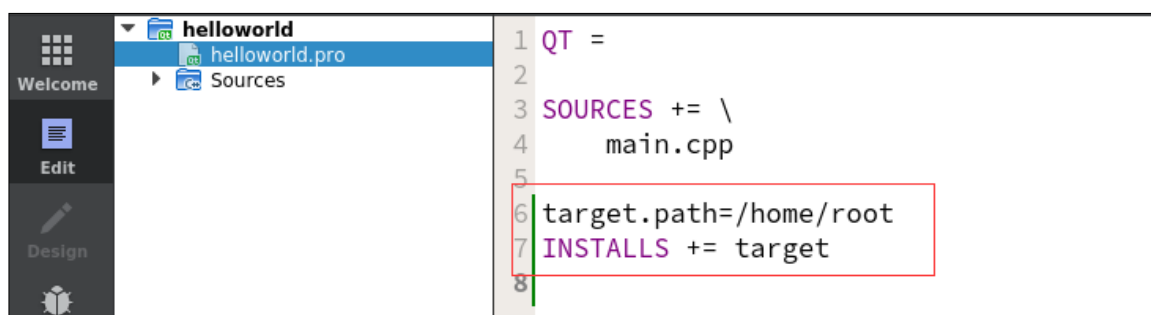 Welcome
Edit
Design
helloworld
helloworld.pro
Sources
1 QT =
2
3 SOURCES += \
4     main.cpp
5
6 target.path=/home/root
7 INSTALLS += target
8